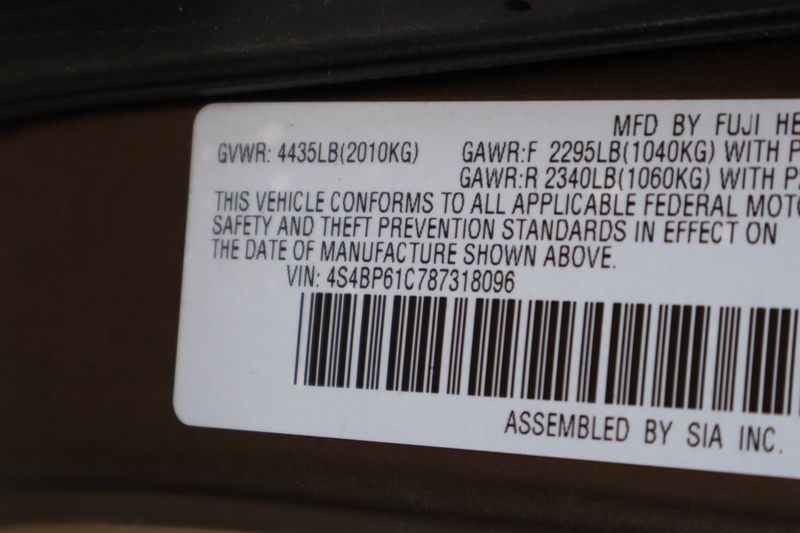 MFD BY FUJI HE
GVWR: 4435LB(2010KG) GAWR:F 2295LB(1040KG) WITH P
GAWR:R 2340LB(1060KG) WITH P
THIS VEHICLE CONFORMS TO ALL APPLICABLE FEDERAL MOTO
SAFETY AND THEFT PREVENTION STANDARDS IN EFFECT ON
THE DATE OF MANUFACTURE SHOWN ABOVE.
VIN: 4S4BP61C787318096
ASSEMBLED BY SIA INC.